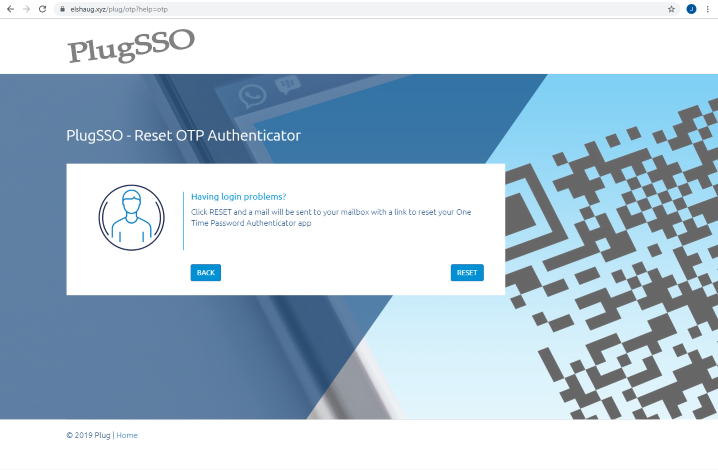 elshaug.xyz/plug/otp?help=otp
J
PlugSSO
PlugSSO - Reset OTP Authenticator
Having login problems?
Click RESET and a mail will be sent to your mailbox with a link to reset your One
Time Password Authenticator app
BACK
RESET
© 2019 Plug | Home